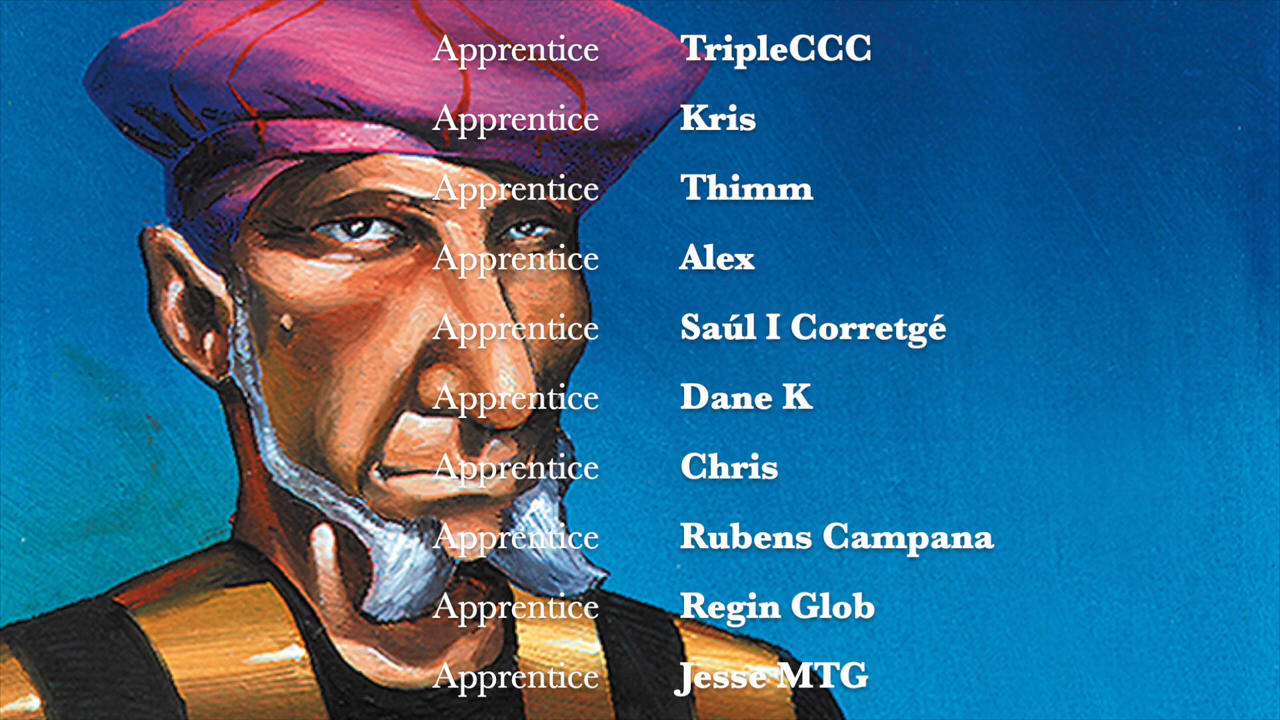 Apprentice TripleCCC
Apprentice Kris
Apprentice Thimm
Apprentice Alex
Apprentice Saúl I Corretgé
Apprentice Dane K
Apprentice Chris
Apprentice Rubens Campana
Apprentice Regin Glob
Apprentice Jesse MTG